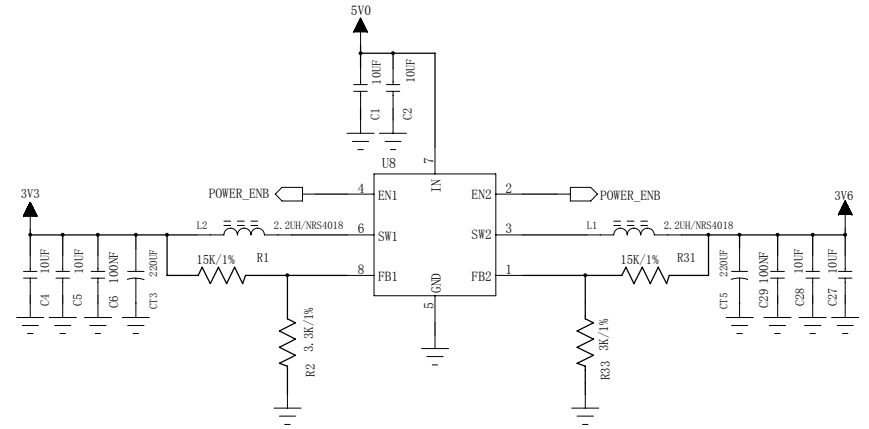 5V0
10UF
C1
10UF
C2
U8
7
IN
POWER_ENB
4
EN1
EN2
2
POWER_ENB
3V3
3V6
L2
2.2UH/NRS4018
6
SW1
SW2
3
L1
2.2UH/NRS4018
15K/1%
R1
8
FB1
FB2
1
15K/1%
R31
GND
5
10UF
C4
10UF
C5
100NF
C6
220UF
CT3
3.3K/1%
R2
3K/1%
R33
220UF
CT5
100NF
C29
10UF
C28
10UF
C27